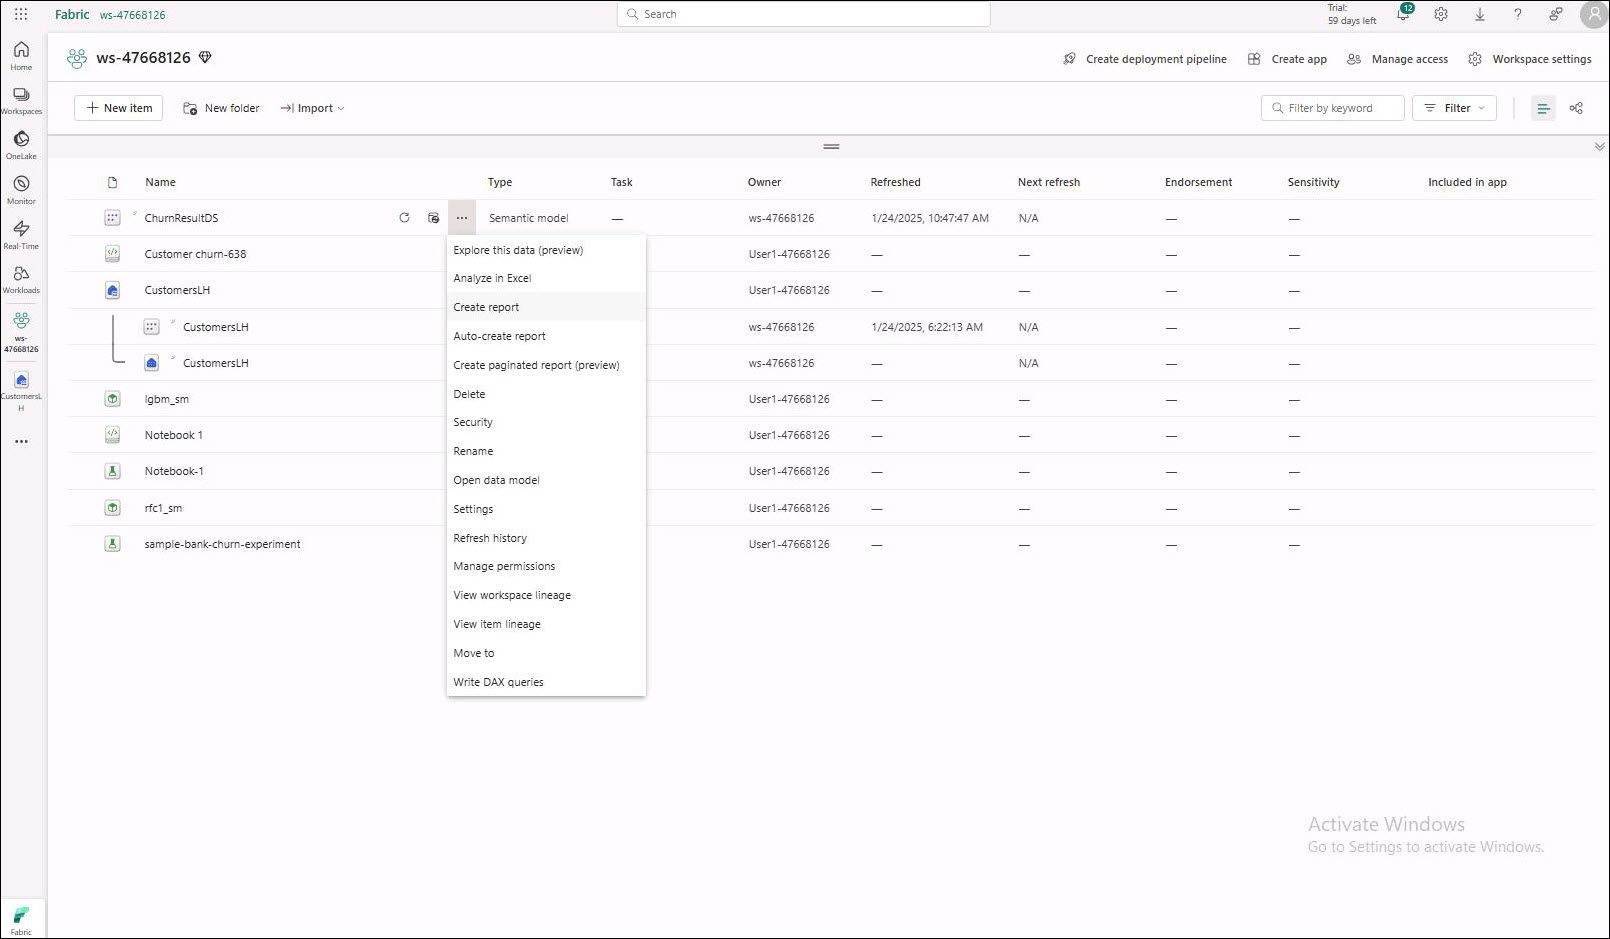 Fabric ws-47668126
Search
Trial:
59 days left
12
Home
Workspaces
OneLake
Monitor
Real-Time
Workloads
ws-
47668126
CustomersL
H
Fabric
ws-47668126
Create deployment pipeline
Create app
Manage access
Workspace settings
New item
New folder
Import
Filter by keyword
Filter
Name Type Task Owner Refreshed Next refresh Endorsement Sensitivity Included in app
ChurnResultDS ... Semantic model — ws-47668126 1/24/2025, 10:47:47 AM N/A — —
Customer churn-638 User1-47668126 — — — —
CustomersLH User1-47668126 — — — —
CustomersLH ws-47668126 1/24/2025, 6:22:13 AM N/A — —
CustomersLH ws-47668126 — N/A — —
lgbm_sm User1-47668126 — — — —
Notebook 1 User1-47668126 — — — —
Notebook-1 User1-47668126 — — — —
rfc1_sm User1-47668126 — — — —
sample-bank-churn-experiment User1-47668126 — — — —
Explore this data (preview)
Analyze in Excel
Create report
Auto-create report
Create paginated report (preview)
Delete
Security
Rename
Open data model
Settings
Refresh history
Manage permissions
View workspace lineage
View item lineage
Move to
Write DAX queries
Activate Windows
Go to Settings to activate Windows.